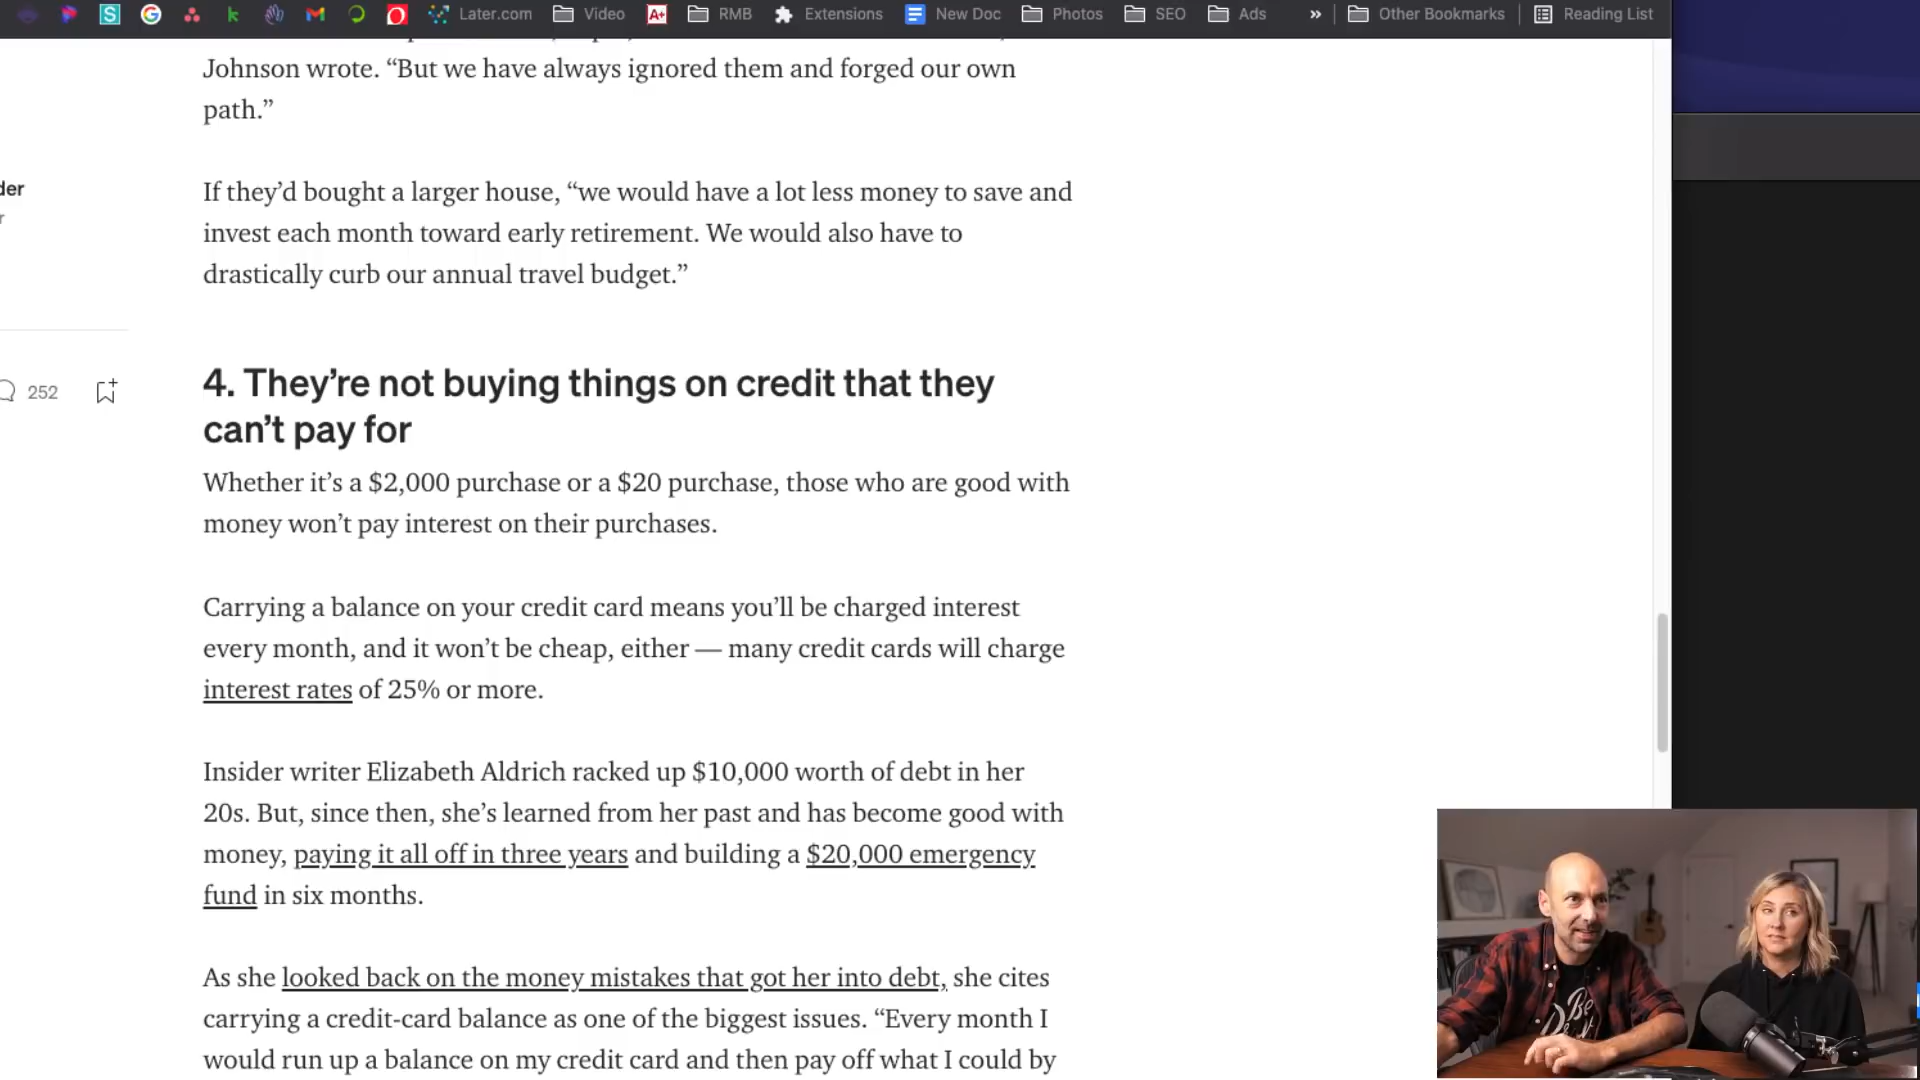 Later.com Video A+ RMB Extensions New Doc Photos SEO Ads » Other Bookmarks Reading List
Johnson wrote. “But we have always ignored them and forged our own
path.”
der
r
If they’d bought a larger house, “we would have a lot less money to save and
invest each month toward early retirement. We would also have to
drastically curb our annual travel budget.”
252
4. They’re not buying things on credit that they
can’t pay for
Whether it’s a $2,000 purchase or a $20 purchase, those who are good with
money won’t pay interest on their purchases.
Carrying a balance on your credit card means you’ll be charged interest
every month, and it won’t be cheap, either — many credit cards will charge
interest rates of 25% or more.
Insider writer Elizabeth Aldrich racked up $10,000 worth of debt in her
20s. But, since then, she’s learned from her past and has become good with
money, paying it all off in three years and building a $20,000 emergency
fund in six months.
As she looked back on the money mistakes that got her into debt, she cites
carrying a credit-card balance as one of the biggest issues. “Every month I
would run up a balance on my credit card and then pay off what I could by
Be